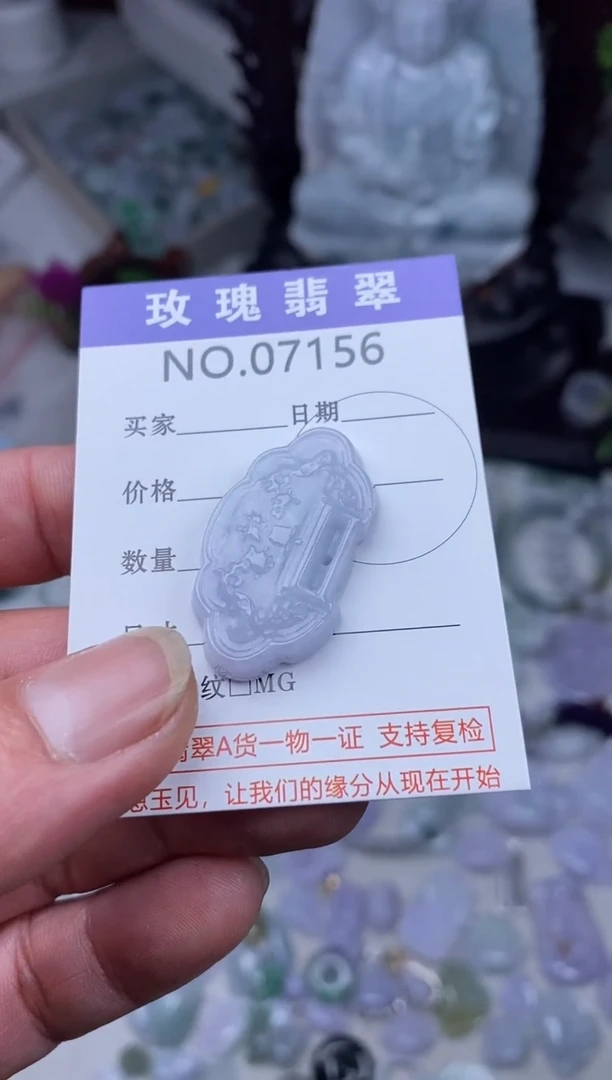 玫瑰翡翠
NO.07156
买家 日期
价格
数量
纹□MG
翠A货一物一证 支持复检
玉见，让我们的缘分从现在开始